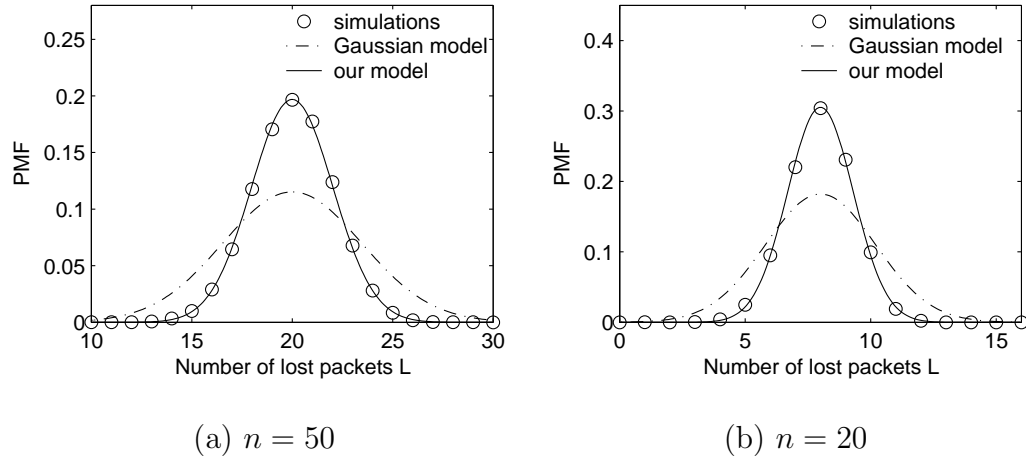 simulations
Gaussian model
our model
0.25
0.2
0.15
0.1
0.05
0
PMF
10 15 20 25 30
Number of lost packets L
(a) n = 50
simulations
Gaussian model
our model
0.4
0.3
0.2
0.1
0
PMF
0 5 10 15
Number of lost packets L
(b) n = 20